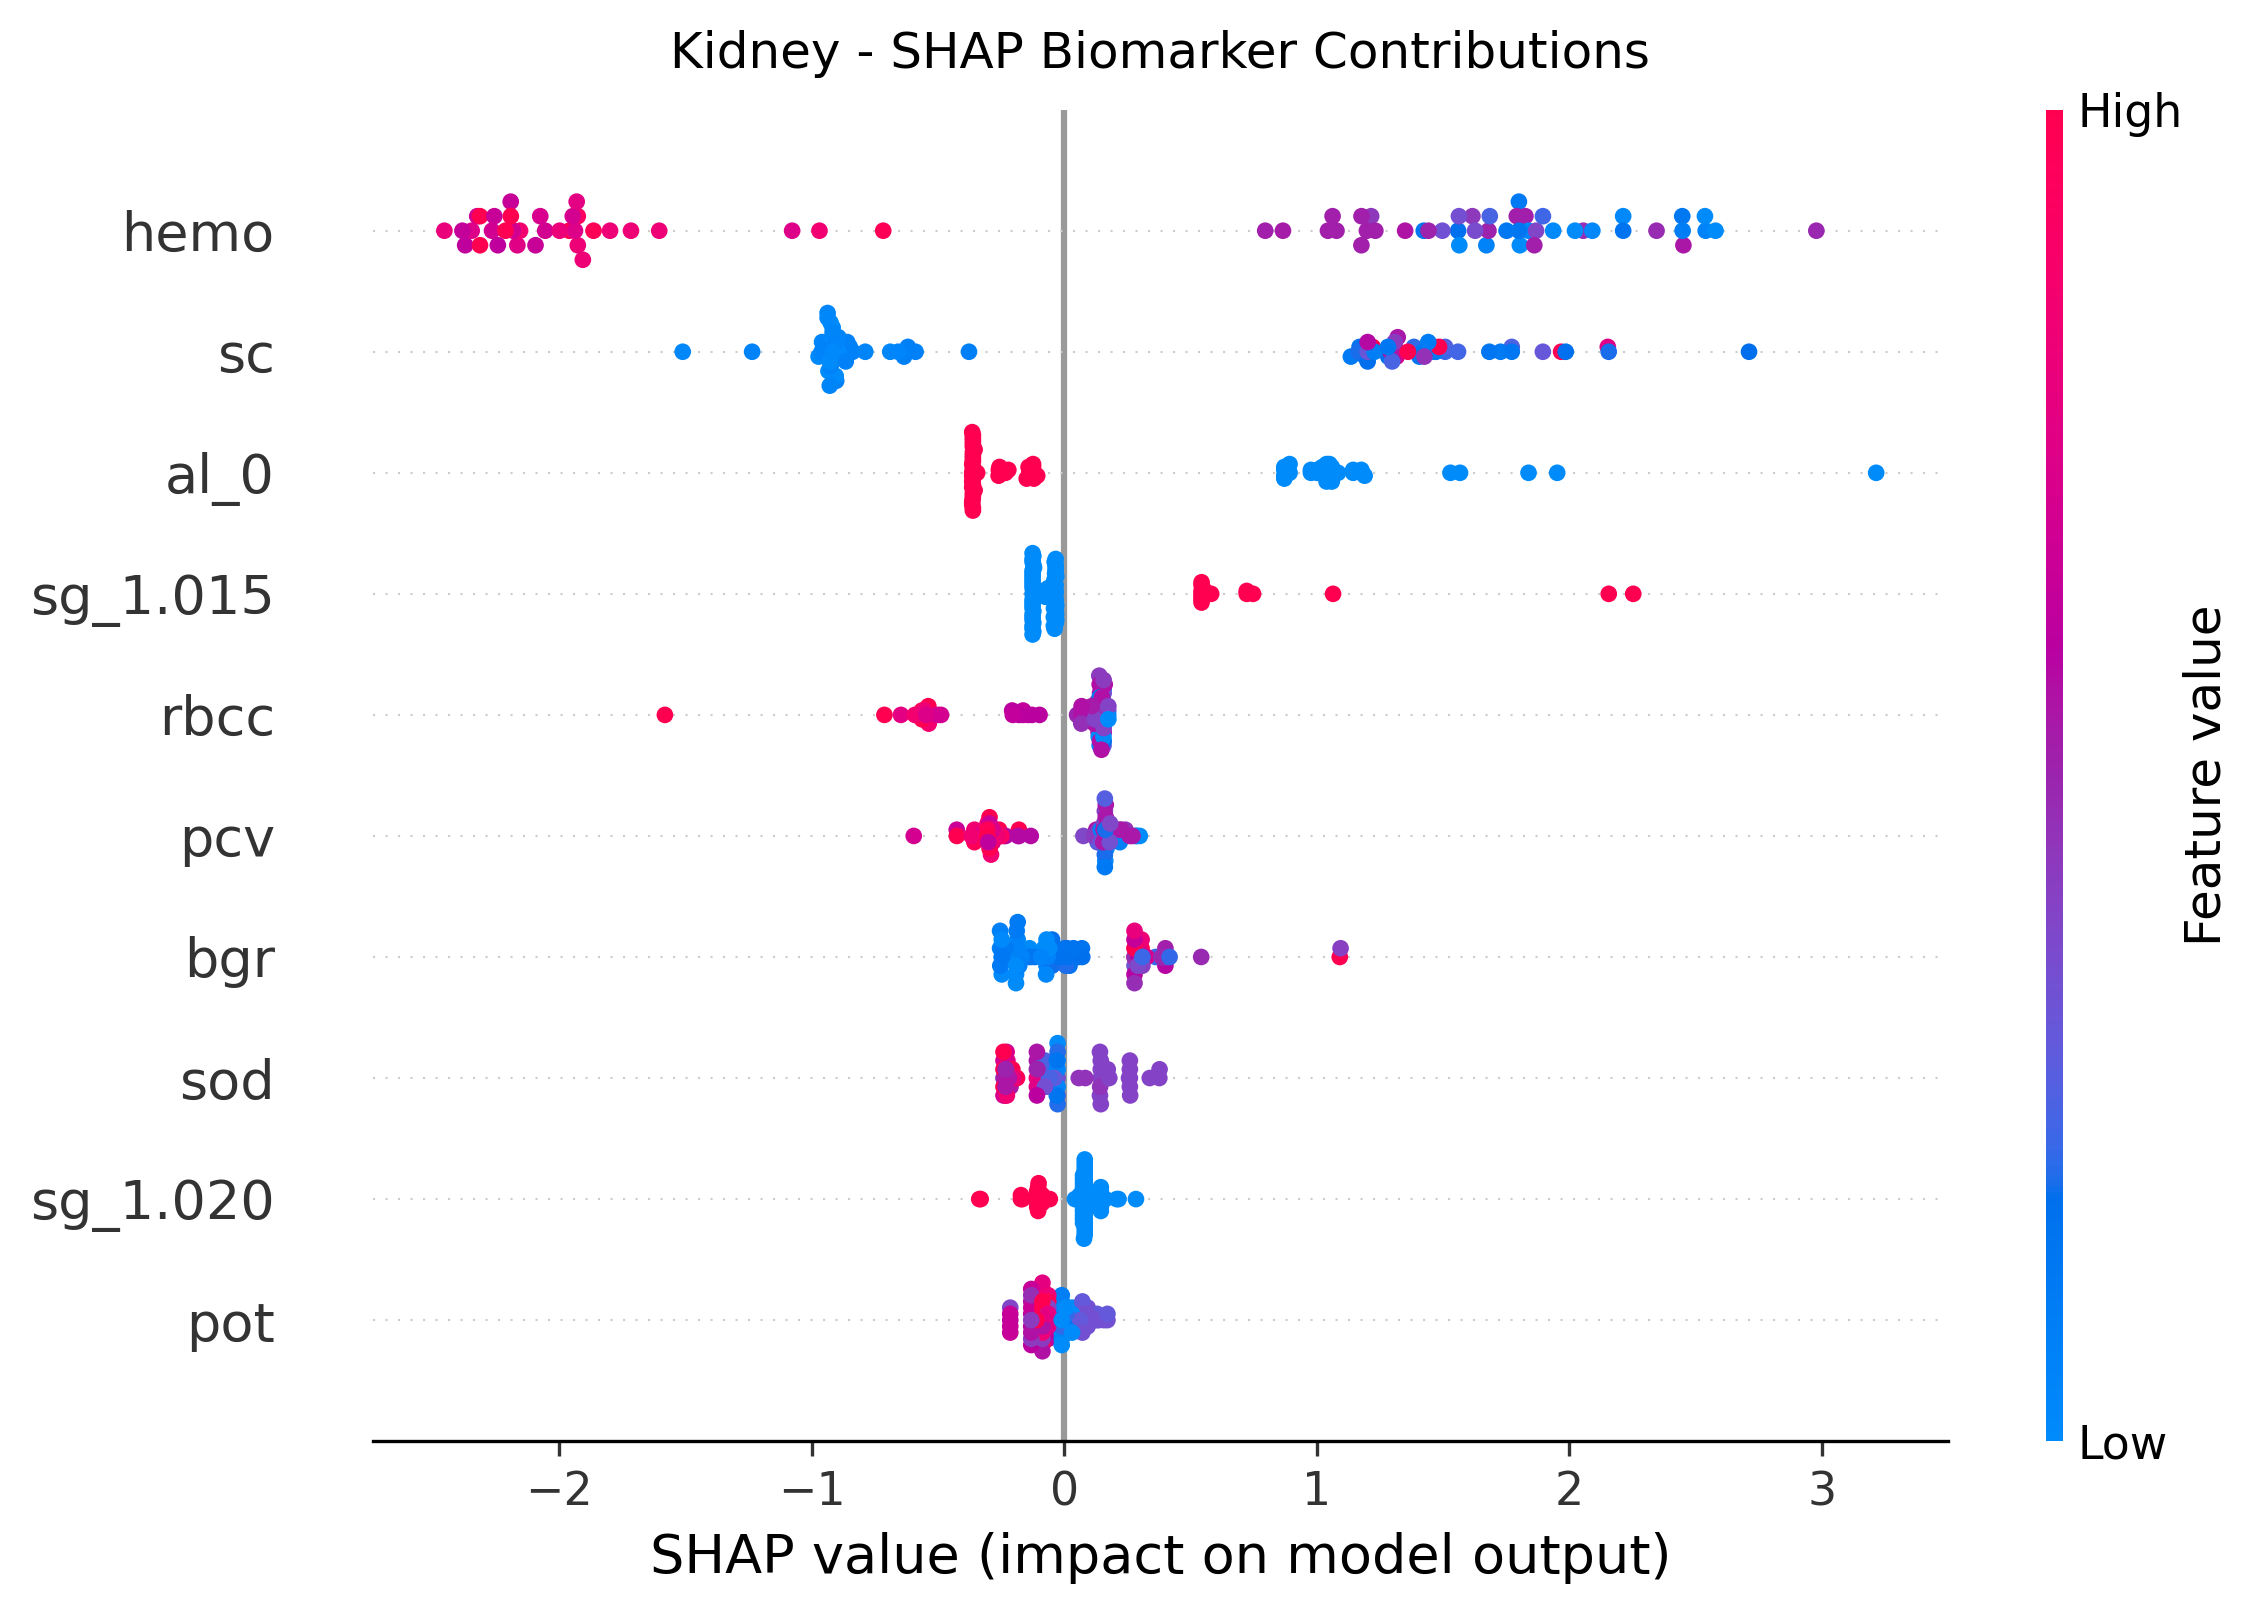 Kidney - SHAP Biomarker Contributions
High
hemo
sc
al_0
sg_1.015
rbcc
pcv
bgr
sod
sg_1.020
pot
Feature value
Low
−2 −1 0 1 2 3
SHAP value (impact on model output)